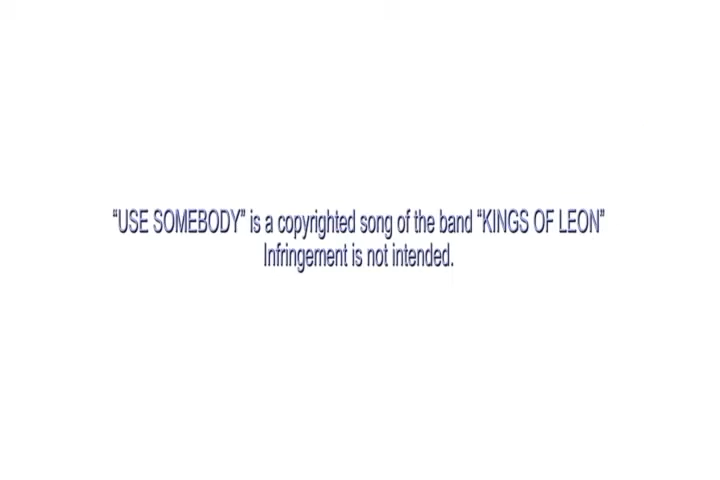 “USE SOMEBODY” is a copyrighted song of the band “KINGS OF LEON”
Infringement is not intended.